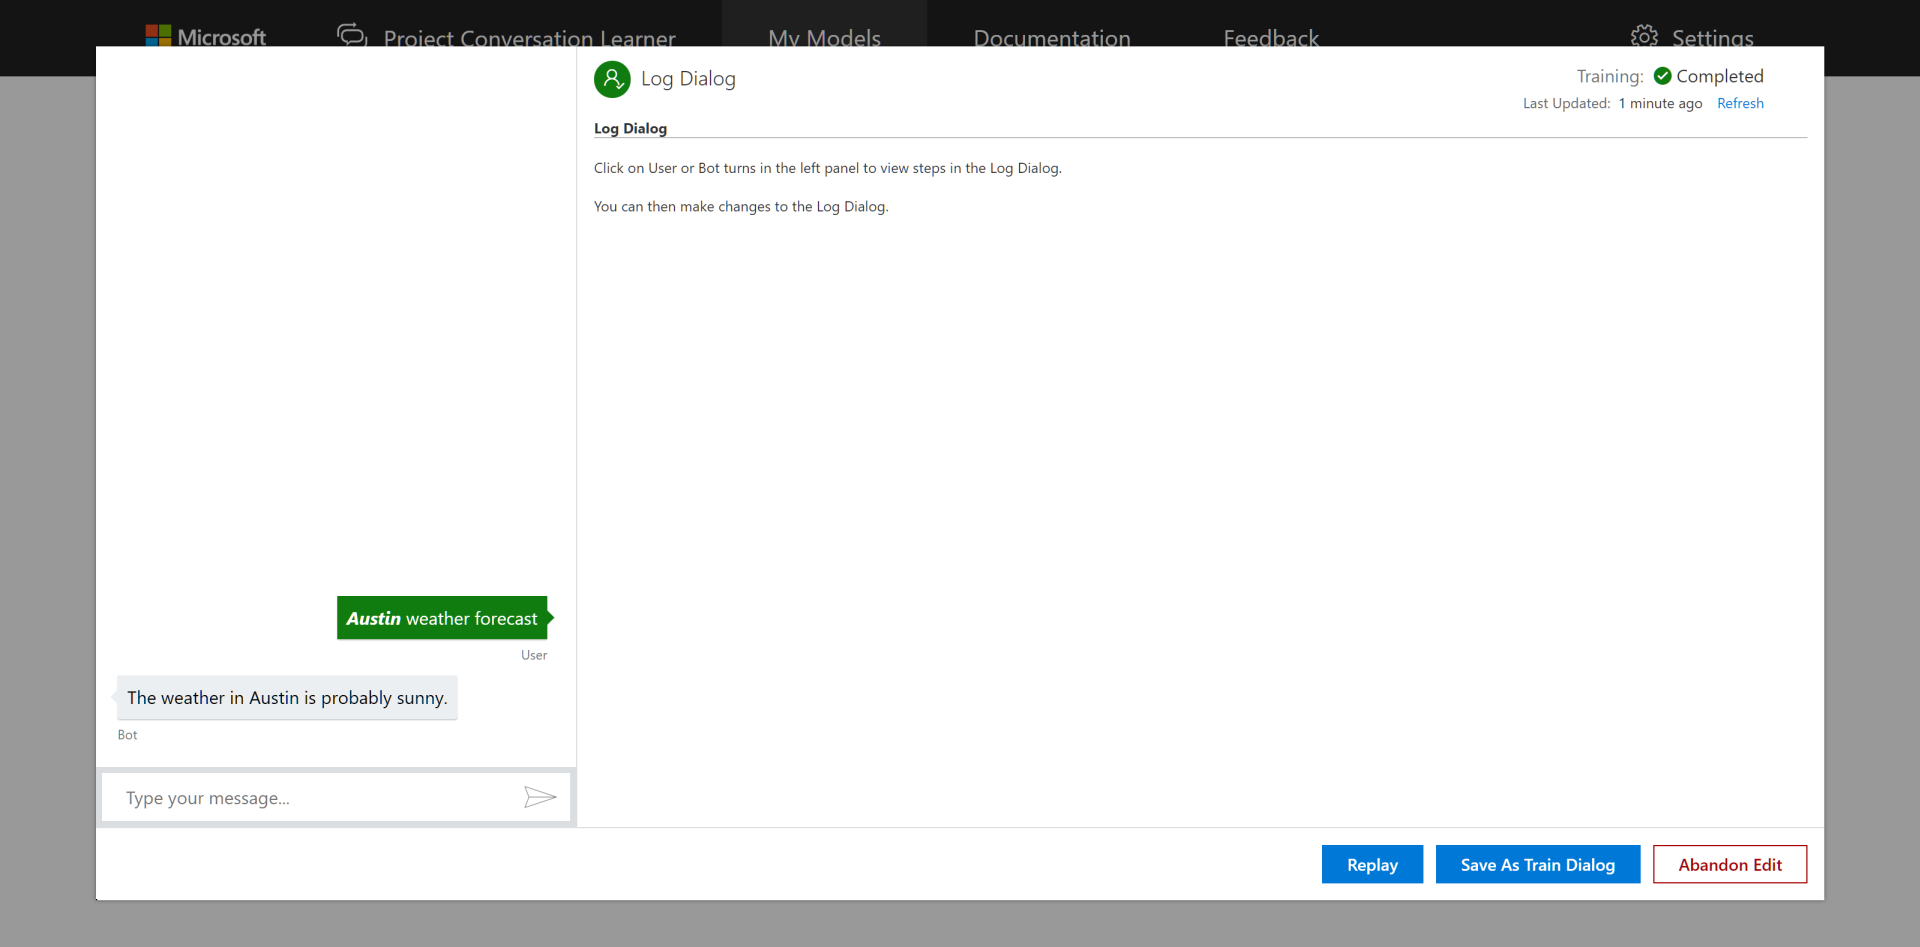 Microsoft
Project Conversation Learner
My Models
Documentation
Feedback
Settings
Log Dialog
Training: Completed
Last Updated: 1 minute ago Refresh
Log Dialog
Click on User or Bot turns in the left panel to view steps in the Log Dialog.
You can then make changes to the Log Dialog.
Austin weather forecast
User
The weather in Austin is probably sunny.
Bot
Type your message...
Replay
Save As Train Dialog
Abandon Edit